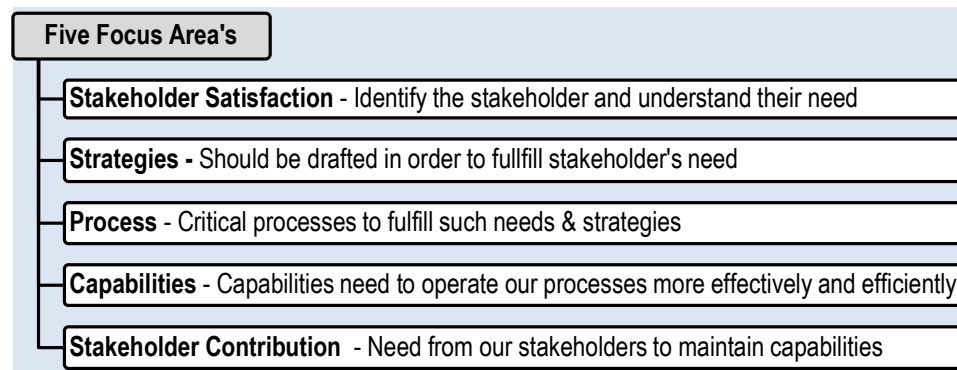 Five Focus Area's
Stakeholder Satisfaction - Identify the stakeholder and understand their need
Strategies - Should be drafted in order to fullfill stakeholder's need
Process - Critical processes to fulfill such needs & strategies
Capabilities - Capabilities need to operate our processes more effectively and efficiently
Stakeholder Contribution - Need from our stakeholders to maintain capabilities